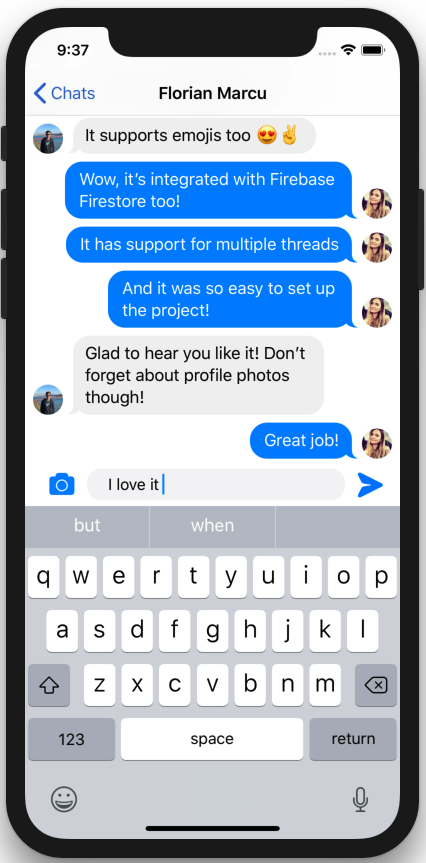 9:37
Chats
Florian Marcu
It supports emojis too 😍✌️
Wow, it’s integrated with Firebase
Firestore too!
It has support for multiple threads
And it was so easy to set up
the project!
Glad to hear you like it! Don’t
forget about profile photos
though!
Great job!
I love it
but when
q w e r t y u i o p
a s d f g h j k l
z x c v b n m
123 space return